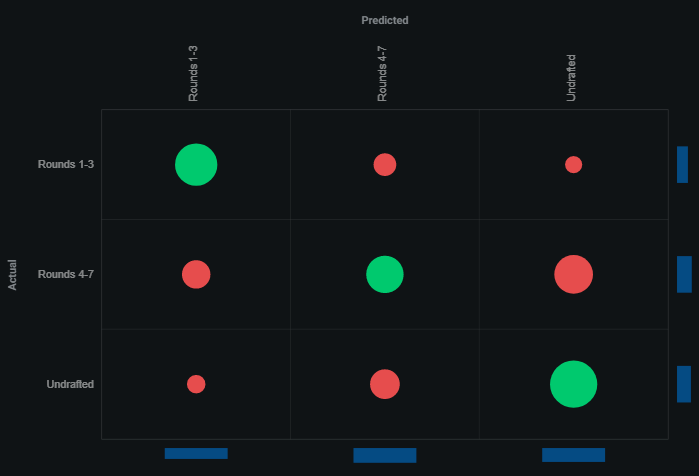 Predicted
Rounds 1-3
Rounds 4-7
Undrafted
Rounds 1-3
Actual
Rounds 4-7
Undrafted